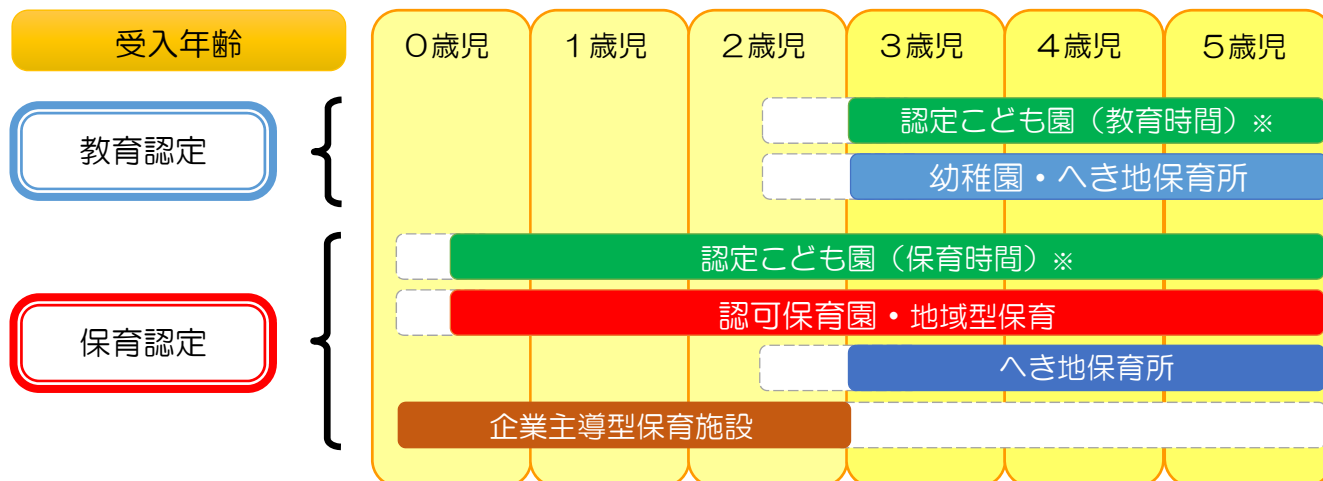 受入年齢
０歳児 １歳児 ２歳児 ３歳児 ４歳児 ５歳児
教育認定
認定こども園（教育時間）※
幼稚園・へき地保育所
保育認定
認定こども園（保育時間）※
認可保育園・地域型保育
へき地保育所
企業主導型保育施設